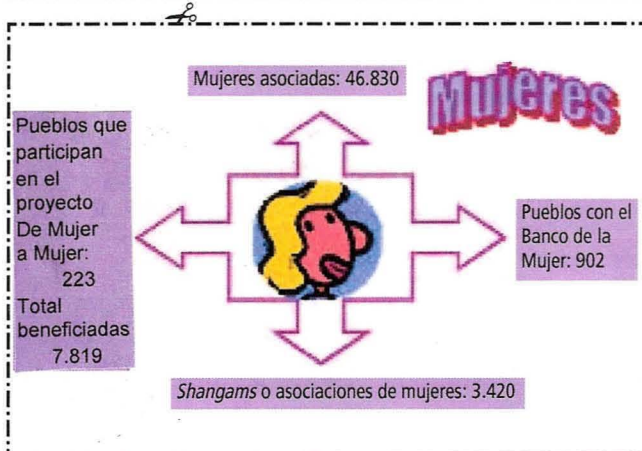 Mujeres asociadas: 46.830
Mujeres
Pueblos que
participan
en el
proyecto
De Mujer
a Mujer:
223
Total
beneficiadas
7.819
Pueblos con el
Banco de la
Mujer: 902
Shangams o asociaciones de mujeres: 3.420